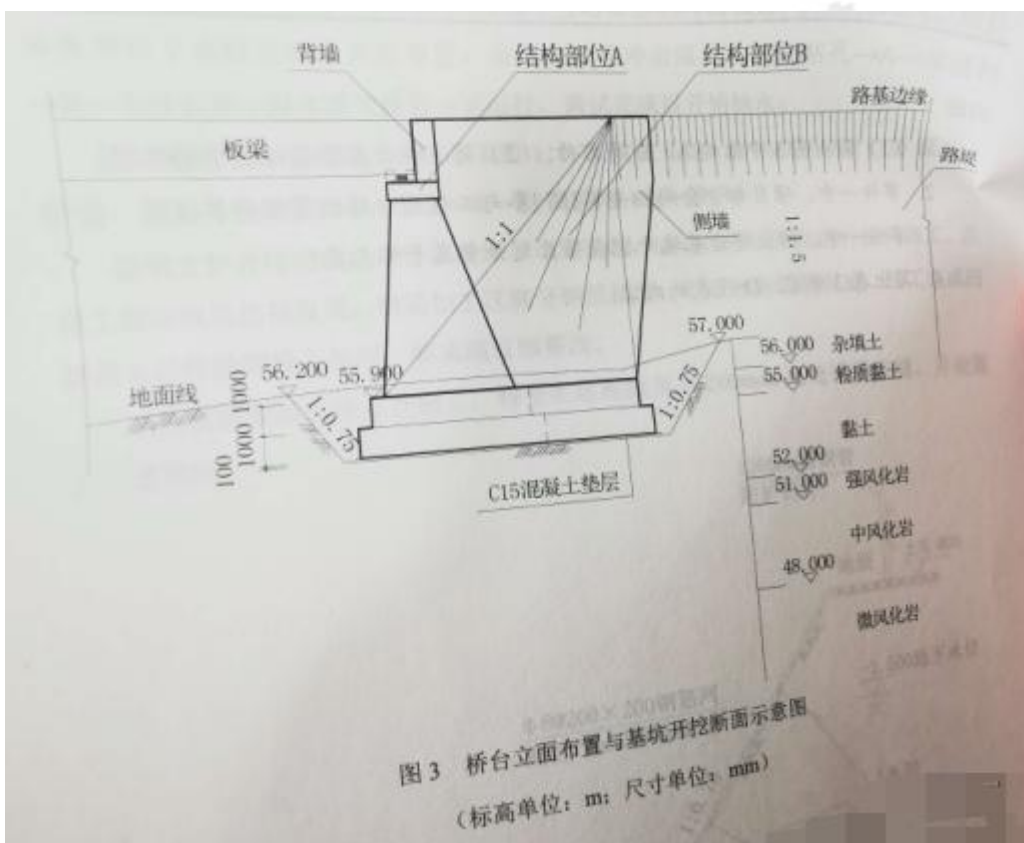 背墙
结构部位A
结构部位B
路基边缘
板梁
路堤
1:1
侧墙
1:1.5
57.000
56.000 杂填土
55.000 粉质黏土
56.200
55.900
地面线
1000
1:0.75
1:0.75
黏土
1000
100
52.000
51.000 强风化岩
C15混凝土垫层
中风化岩
48.000
微风化岩
图3 桥台立面布置与基坑开挖断面示意图
（标高单位：m；尺寸单位：mm）